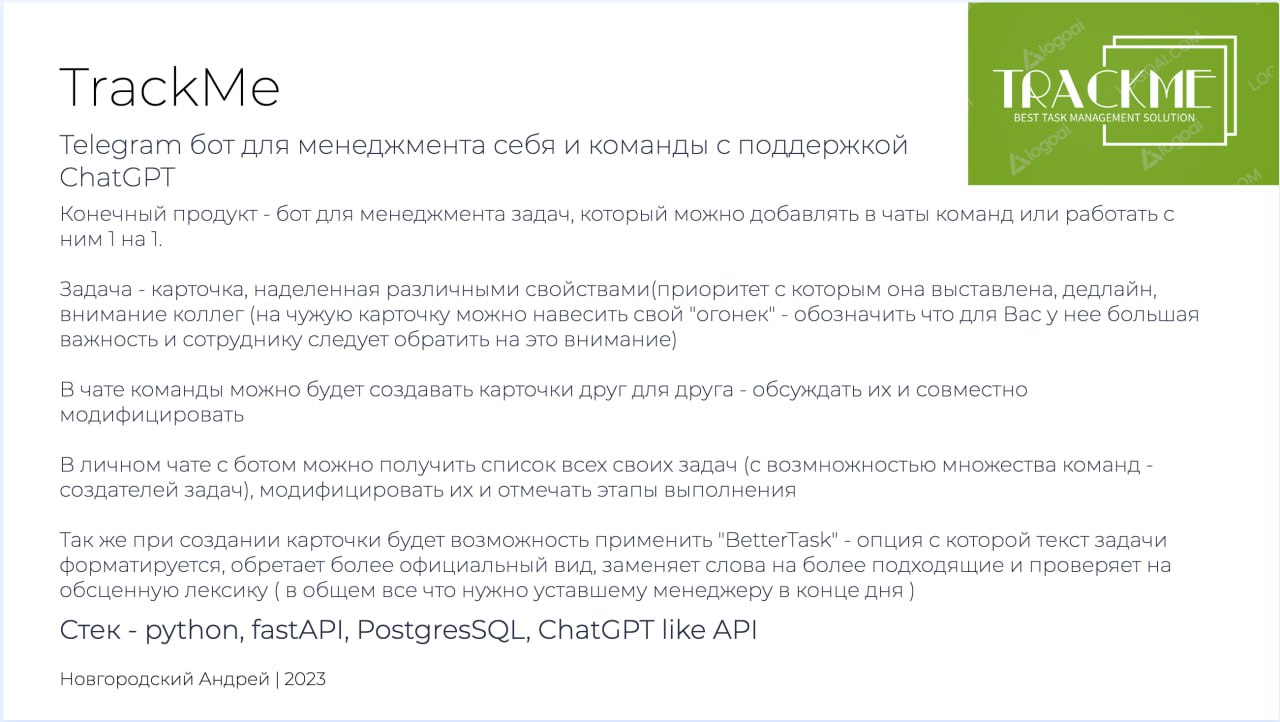 TrackMe
TRACKME
BEST TASK MANAGEMENT SOLUTION
logoai
logoai
logoai
Telegram бот для менеджмента себя и команды с поддержкой
ChatGPT
Конечный продукт - бот для менеджмента задач, который можно добавлять в чаты команд или работать с
ним 1 на 1.
Задача - карточка, наделенная различными свойствами(приоритет с которым она выставлена, дедлайн,
внимание коллег (на чужую карточку можно навесить свой "огонек" - обозначить что для Вас у нее большая
важность и сотруднику следует обратить на это внимание)
В чате команды можно будет создавать карточки друг для друга - обсуждать их и совместно
модифицировать
В личном чате с ботом можно получить список всех своих задач (с возмножностью множества команд -
создателей задач), модифицировать их и отмечать этапы выполнения
Так же при создании карточки будет возможность применить "BetterTask" - опция с которой текст задачи
форматируется, обретает более официальный вид, заменяет слова на более подходящие и проверяет на
обсценную лексику ( в общем все что нужно уставшему менеджеру в конце дня )
Стек - python, fastAPI, PostgresSQL, ChatGPT like API
Новгородский Андрей | 2023